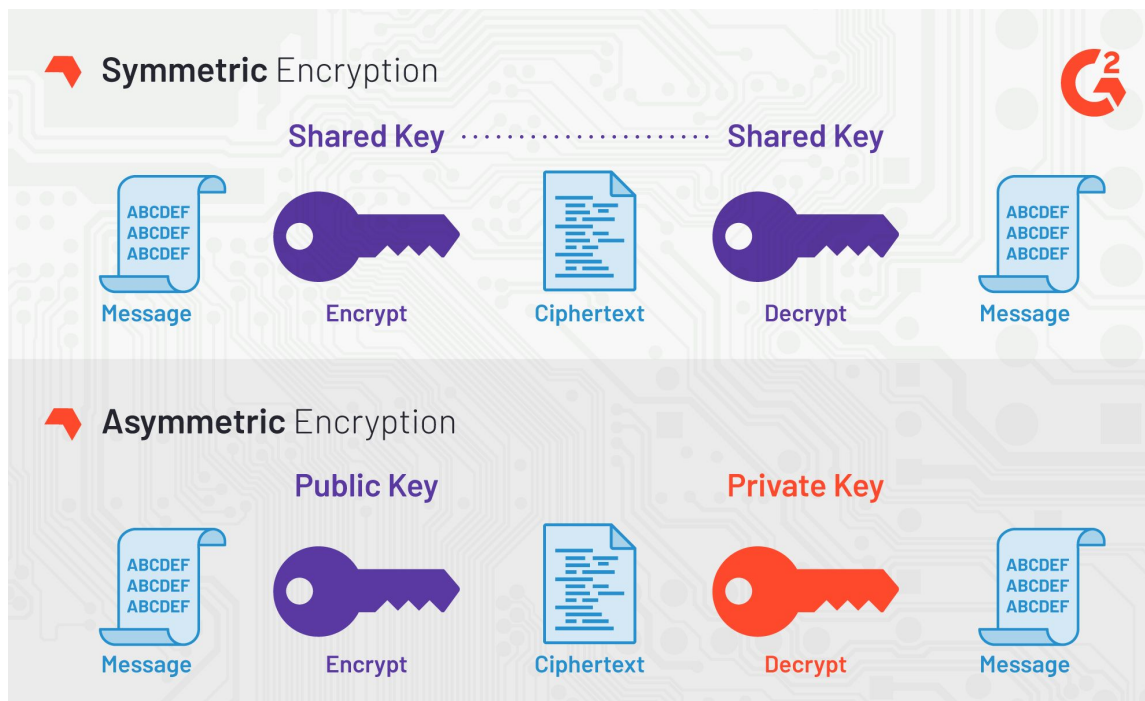 Symmetric Encryption
G2
Shared Key ........................ Shared Key
ABCDEF
ABCDEF
ABCDEF
ABCDEF
ABCDEF
ABCDEF
Message Encrypt Ciphertext Decrypt Message
Asymmetric Encryption
Public Key Private Key
ABCDEF
ABCDEF
ABCDEF
ABCDEF
ABCDEF
ABCDEF
Message Encrypt Ciphertext Decrypt Message